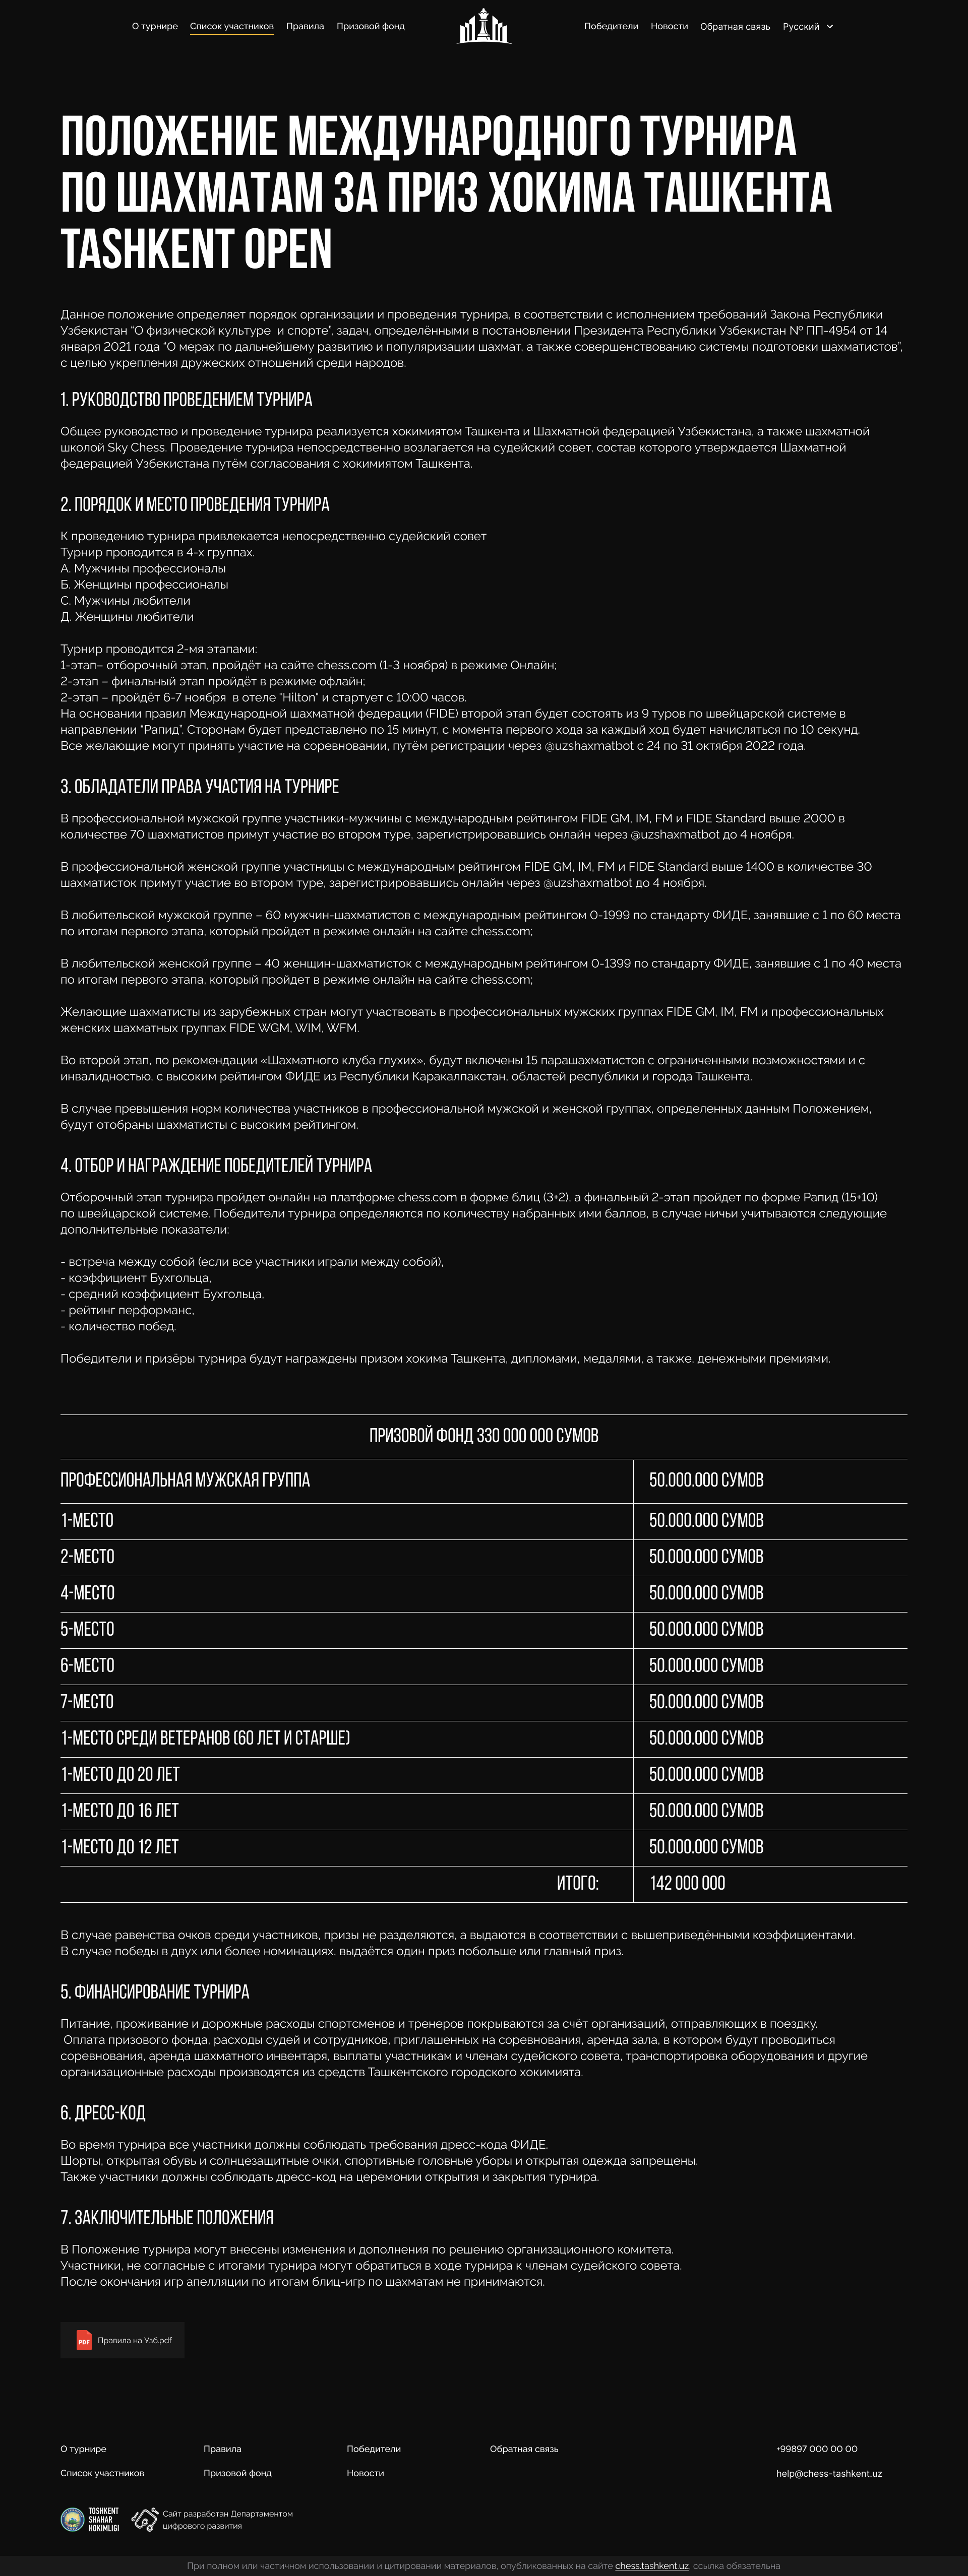 О турнире
Список участников
Правила
Призовой фонд
Победители
Новости
Обратная связь
Русский
ПОЛОЖЕНИЕ МЕЖДУНАРОДНОГО ТУРНИРА
ПО ШАХМАТАМ ЗА ПРИЗ ХОКИМА ТАШКЕНТА
TASHKENT OPEN
Данное положение определяет порядок организации и проведения турнира, в соответствии с исполнением требований Закона Республики
Узбекистан “О физической культуре  и спорте”, задач, определёнными в постановлении Президента Республики Узбекистан № ПП-4954 от 14
января 2021 года “О мерах по дальнейшему развитию и популяризации шахмат, а также совершенствованию системы подготовки шахматистов”,
с целью укрепления дружеских отношений среди народов.
1. РУКОВОДСТВО ПРОВЕДЕНИЕМ ТУРНИРА
Общее руководство и проведение турнира реализуется хокимиятом Ташкента и Шахматной федерацией Узбекистана, а также шахматной
школой Sky Chess. Проведение турнира непосредственно возлагается на судейский совет, состав которого утверждается Шахматной
федерацией Узбекистана путём согласования с хокимиятом Ташкента.
2. ПОРЯДОК И МЕСТО ПРОВЕДЕНИЯ ТУРНИРА
К проведению турнира привлекается непосредственно судейский совет
Турнир проводится в 4-х группах.
А. Мужчины профессионалы
Б. Женщины профессионалы
С. Мужчины любители
Д. Женщины любители
Турнир проводится 2-мя этапами:
1-этап– отборочный этап, пройдёт на сайте chess.com (1-3 ноября) в режиме Онлайн;
2-этап – финальный этап пройдёт в режиме офлайн;
2-этап – пройдёт 6-7 ноября  в отеле "Hilton" и стартует с 10:00 часов.
На основании правил Международной шахматной федерации (FIDE) второй этап будет состоять из 9 туров по швейцарской системе в
направлении “Рапид”. Сторонам будет представлено по 15 минут, с момента первого хода за каждый ход будет начисляться по 10 секунд.
Все желающие могут принять участие на соревновании, путём регистрации через @uzshaxmatbot с 24 по 31 октября 2022 года.
3. ОБЛАДАТЕЛИ ПРАВА УЧАСТИЯ НА ТУРНИРЕ
В профессиональной мужской группе участники-мужчины с международным рейтингом FIDE GM, IM, FM и FIDE Standard выше 2000 в
количестве 70 шахматистов примут участие во втором туре, зарегистрировавшись онлайн через @uzshaxmatbot до 4 ноября.
В профессиональной женской группе участницы с международным рейтингом FIDE GM, IM, FM и FIDE Standard выше 1400 в количестве 30
шахматисток примут участие во втором туре, зарегистрировавшись онлайн через @uzshaxmatbot до 4 ноября.
В любительской мужской группе – 60 мужчин-шахматистов с международным рейтингом 0-1999 по стандарту ФИДЕ, занявшие с 1 по 60 места
по итогам первого этапа, который пройдет в режиме онлайн на сайте chess.com;
В любительской женской группе – 40 женщин-шахматисток с международным рейтингом 0-1399 по стандарту ФИДЕ, занявшие с 1 по 40 места
по итогам первого этапа, который пройдет в режиме онлайн на сайте chess.com;
Желающие шахматисты из зарубежных стран могут участвовать в профессиональных мужских группах FIDE GM, IM, FM и профессиональных
женских шахматных группах FIDE WGM, WIM, WFM.
Во второй этап, по рекомендации «Шахматного клуба глухих», будут включены 15 парашахматистов с ограниченными возможностями и с
инвалидностью, с высоким рейтингом ФИДЕ из Республики Каракалпакстан, областей республики и города Ташкента.
В случае превышения норм количества участников в профессиональной мужской и женской группах, определенных данным Положением,
будут отобраны шахматисты с высоким рейтингом.
4. ОТБОР И НАГРАЖДЕНИЕ ПОБЕДИТЕЛЕЙ ТУРНИРА
Отборочный этап турнира пройдет онлайн на платформе chess.com в форме блиц (3+2), а финальный 2-этап пройдет по форме Рапид (15+10)
по швейцарской системе. Победители турнира определяются по количеству набранных ими баллов, в случае ничьи учитываются следующие
дополнительные показатели:
- встреча между собой (если все участники играли между собой),
- коэффициент Бухгольца,
- средний коэффициент Бухгольца,
- рейтинг перформанс,
- количество побед.
Победители и призёры турнира будут награждены призом хокима Ташкента, дипломами, медалями, а также, денежными премиями.
ПРИЗОВОЙ ФОНД 330 000 000 СУМОВ
ПРОФЕССИОНАЛЬНАЯ МУЖСКАЯ ГРУППА 50.000.000 СУМОВ
1-МЕСТО 50.000.000 СУМОВ
2-МЕСТО 50.000.000 СУМОВ
4-МЕСТО 50.000.000 СУМОВ
5-МЕСТО 50.000.000 СУМОВ
6-МЕСТО 50.000.000 СУМОВ
7-МЕСТО 50.000.000 СУМОВ
1-МЕСТО СРЕДИ ВЕТЕРАНОВ (60 ЛЕТ И СТАРШЕ) 50.000.000 СУМОВ
1-МЕСТО ДО 20 ЛЕТ 50.000.000 СУМОВ
1-МЕСТО ДО 16 ЛЕТ 50.000.000 СУМОВ
1-МЕСТО ДО 12 ЛЕТ 50.000.000 СУМОВ
ИТОГО: 142 000 000
В случае равенства очков среди участников, призы не разделяются, а выдаются в соответствии с вышеприведёнными коэффициентами.
В случае победы в двух или более номинациях, выдаётся один приз побольше или главный приз.
5. ФИНАНСИРОВАНИЕ ТУРНИРА
Питание, проживание и дорожные расходы спортсменов и тренеров покрываются за счёт организаций, отправляющих в поездку.
Оплата призового фонда, расходы судей и сотрудников, приглашенных на соревнования, аренда зала, в котором будут проводиться
соревнования, аренда шахматного инвентаря, выплаты участникам и членам судейского совета, транспортировка оборудования и другие
организационные расходы производятся из средств Ташкентского городского хокимията.
6. ДРЕСС-КОД
Во время турнира все участники должны соблюдать требования дресс-кода ФИДЕ.
Шорты, открытая обувь и солнцезащитные очки, спортивные головные уборы и открытая одежда запрещены.
Также участники должны соблюдать дресс-код на церемонии открытия и закрытия турнира.
7. ЗАКЛЮЧИТЕЛЬНЫЕ ПОЛОЖЕНИЯ
В Положение турнира могут внесены изменения и дополнения по решению организационного комитета.
Участники, не согласные с итогами турнира могут обратиться в ходе турнира к членам судейского совета.
После окончания игр апелляции по итогам блиц-игр по шахматам не принимаются.
PDF Правила на Узб.pdf
О турнире
Правила
Победители
Обратная связь
+99897 000 00 00
Список участников
Призовой фонд
Новости
help@chess-tashkent.uz
TOSHKENT
SHAHAR
HOKIMLIGI
Сайт разработан Департаментом
цифрового развития
При полном или частичном использовании и цитировании материалов, опубликованных на сайте chess.tashkent.uz, ссылка обязательна